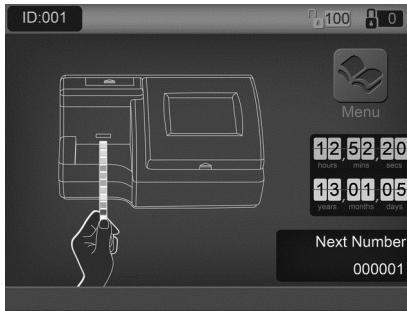 ID:001
100
0
Menu
12,52,20
hours mins secs
13,01,05
years months days
Next Number
000001